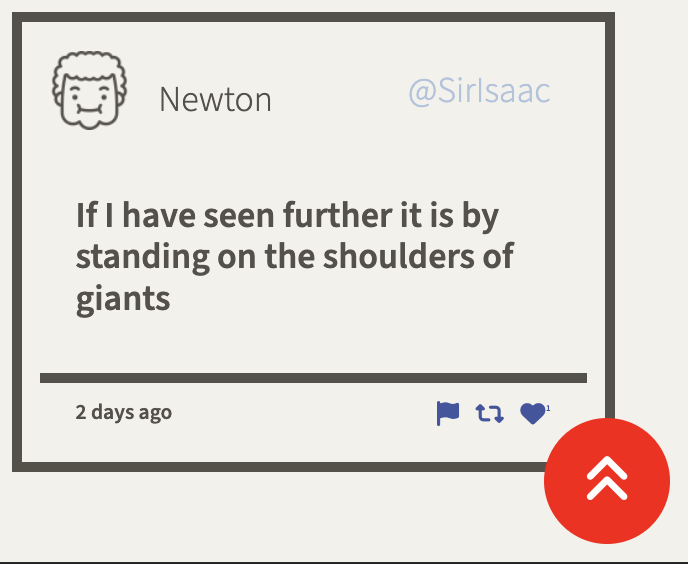 Newton
@SirIsaac
If I have seen further it is by
standing on the shoulders of
giants
2 days ago
1